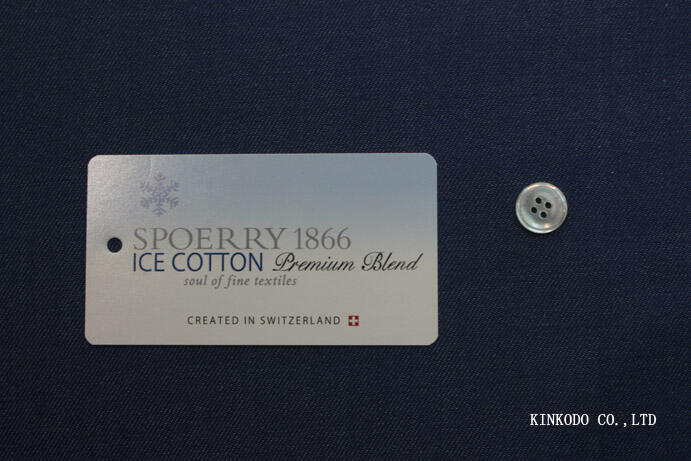 SPOERRY 1866
ICE COTTON Premium Blend
soul of fine textiles
CREATED IN SWITZERLAND
KINKODO CO.,LTD